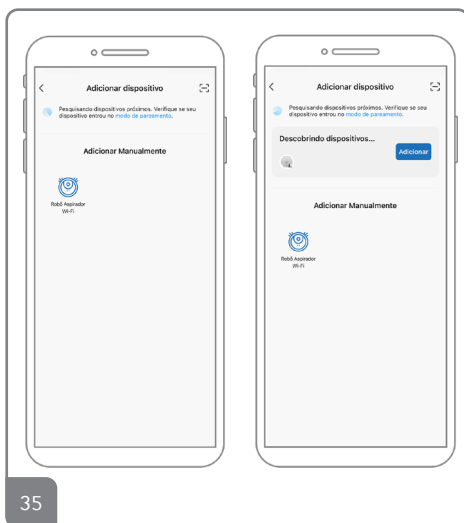 Adicionar dispositivo
Pesquisando dispositivos próximos. Verifique se seu
dispositivo entrou no modo de pareamento.
Adicionar Manualmente
Robô Aspirador
Wi-Fi
Adicionar dispositivo
Pesquisando dispositivos próximos. Verifique se seu
dispositivo entrou no modo de pareamento.
Descobrindo dispositivos...
Adicionar
Adicionar Manualmente
Robô Aspirador
Wi-Fi
35